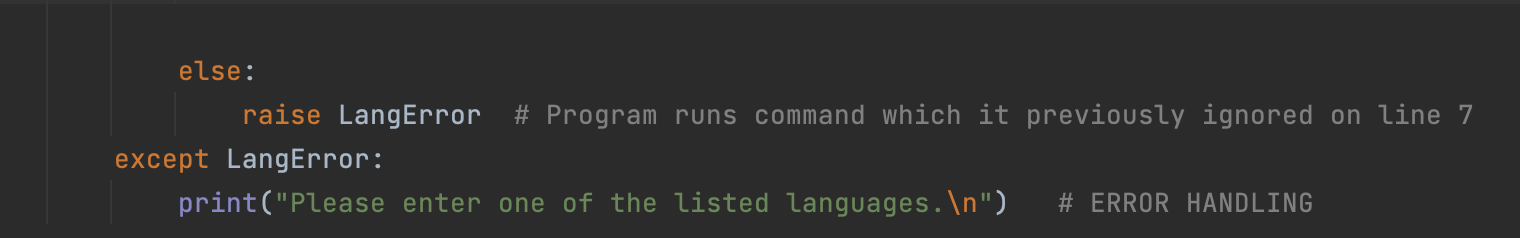 else:
raise LangError  # Program runs command which it previously ignored on line 7
except LangError:
print("Please enter one of the listed languages.\n")   # ERROR HANDLING